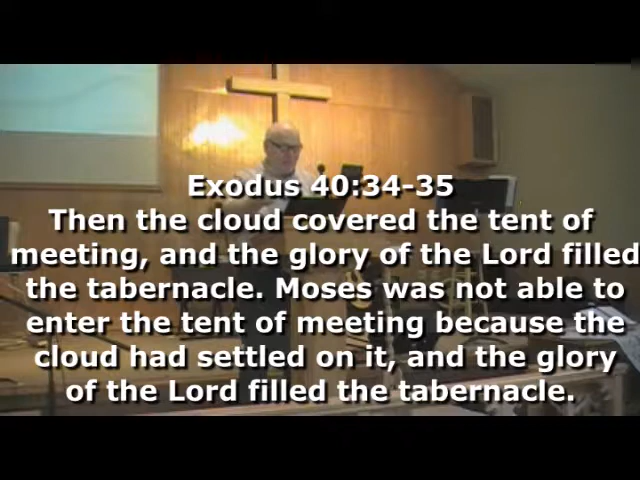 Exodus 40:34-35
Then the cloud covered the tent of
meeting, and the glory of the Lord filled
the tabernacle. Moses was not able to
enter the tent of meeting because the
cloud had settled on it, and the glory
of the Lord filled the tabernacle.